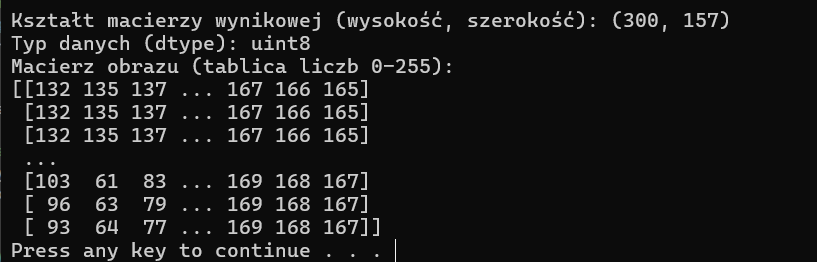 Kształt macierzy wynikowej (wysokość, szerokość): (300, 157)
Typ danych (dtype): uint8
Macierz obrazu (tablica liczb 0-255):
[[132 135 137 ... 167 166 165]
 [132 135 137 ... 167 166 165]
 [132 135 137 ... 167 166 165]
 ...
 [103  61  83 ... 169 168 167]
 [ 96  63  79 ... 169 168 167]
 [ 93  64  77 ... 169 168 167]]
Press any key to continue . . .